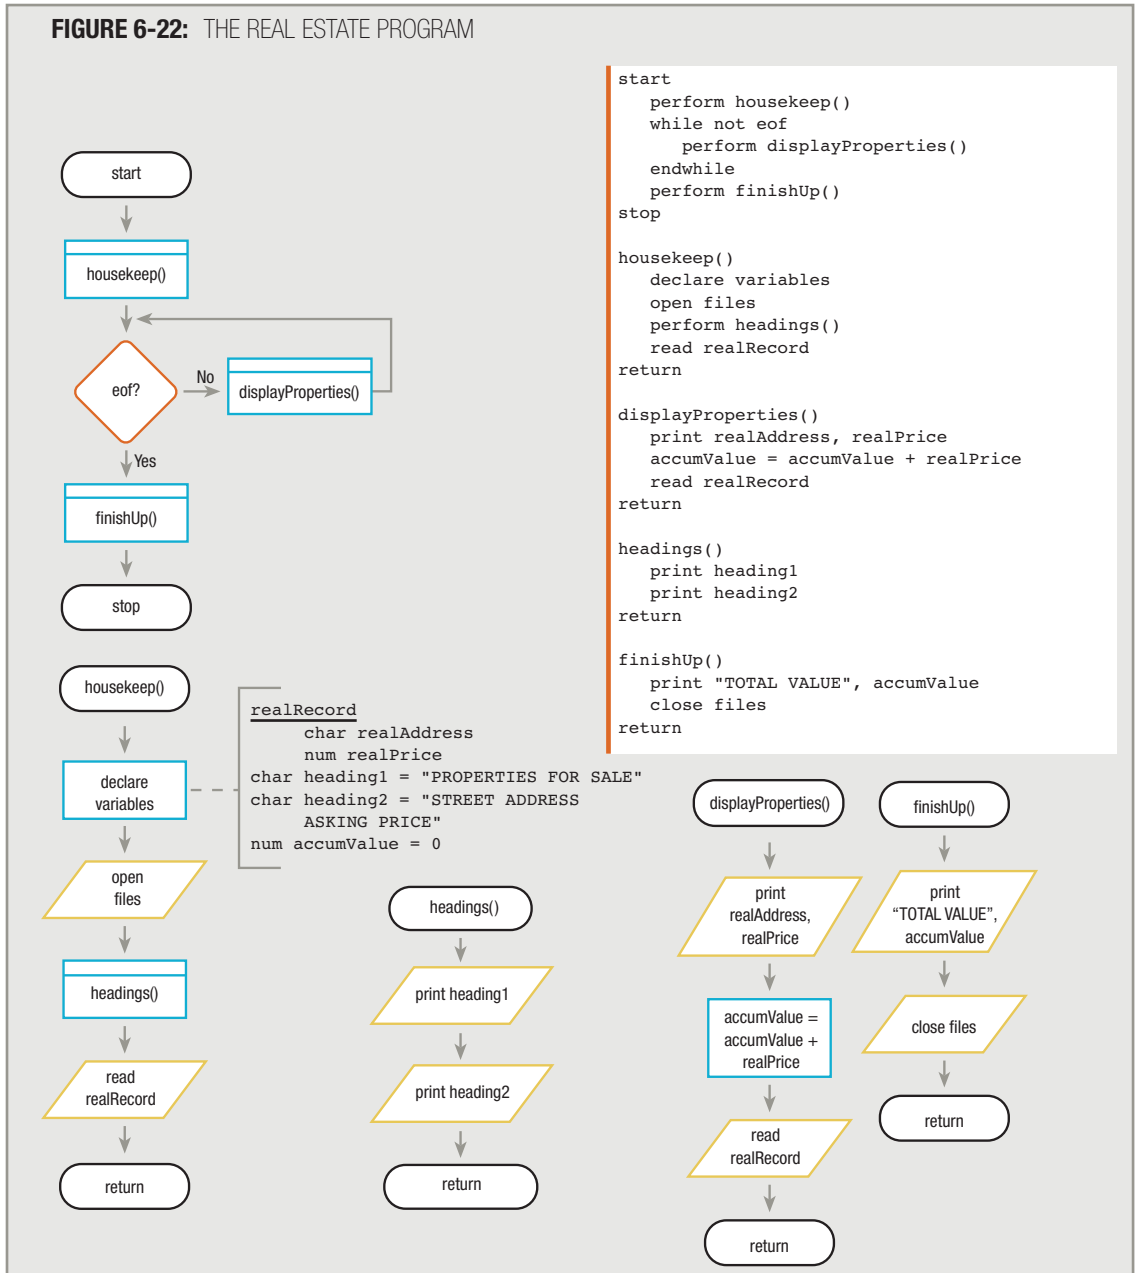 FIGURE 6-22: THE REAL ESTATE PROGRAM
start
housekeep()
eof?
No
displayProperties()
Yes
finishUp()
stop
start
perform housekeep()
while not eof
perform displayProperties()
endwhile
perform finishUp()
stop
housekeep()
declare variables
open files
perform headings()
read realRecord
return
displayProperties()
print realAddress, realPrice
accumValue = accumValue + realPrice
read realRecord
return
headings()
print heading1
print heading2
return
finishUp()
print "TOTAL VALUE", accumValue
close files
return
housekeep()
declare
variables
realRecord
char realAddress
num realPrice
char heading1 = "PROPERTIES FOR SALE"
char heading2 = "STREET ADDRESS
ASKING PRICE"
num accumValue = 0
open
files
headings()
read
realRecord
return
headings()
print heading1
print heading2
return
displayProperties()
print
realAddress,
realPrice
accumValue =
accumValue +
realPrice
read
realRecord
return
finishUp()
print
“TOTAL VALUE”,
accumValue
close files
return